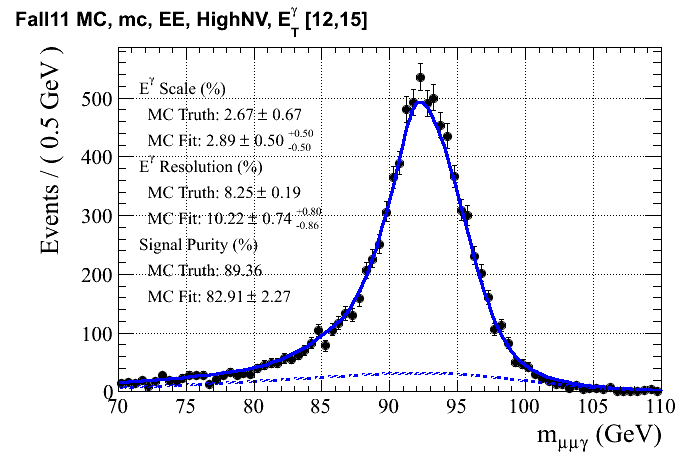 Fall11 MC, mc, EE, HighNV, E_T^γ [12,15]
Events / ( 0.5 GeV )
500
400
300
200
100
0
E^γ Scale (%)
MC Truth: 2.67 ± 0.67
MC Fit: 2.89 ± 0.50 +0.50 -0.50
E^γ Resolution (%)
MC Truth: 8.25 ± 0.19
MC Fit: 10.22 ± 0.74 +0.80 -0.86
Signal Purity (%)
MC Truth: 89.36
MC Fit: 82.91 ± 2.27
70 75 80 85 90 95 100 105 110
m_μμγ (GeV)